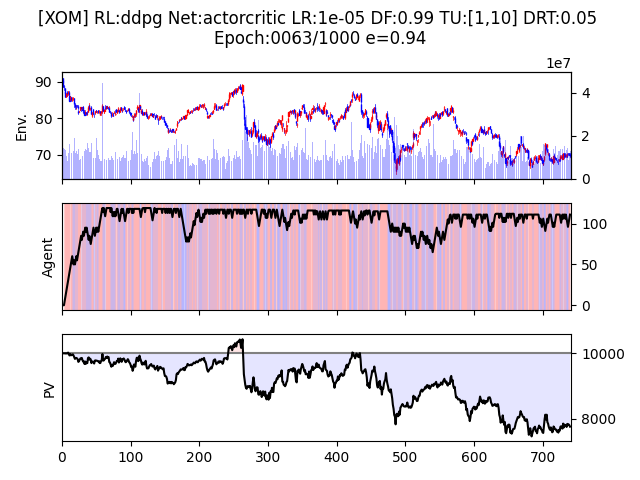 [XOM] RL:ddpg Net:actorcritic LR:1e-05 DF:0.99 TU:[1,10] DRT:0.05
Epoch:0063/1000 e=0.94
1e7
Env.
90
80
70
4
2
0
Agent
100
50
0
PV
10000
8000
0 100 200 300 400 500 600 700